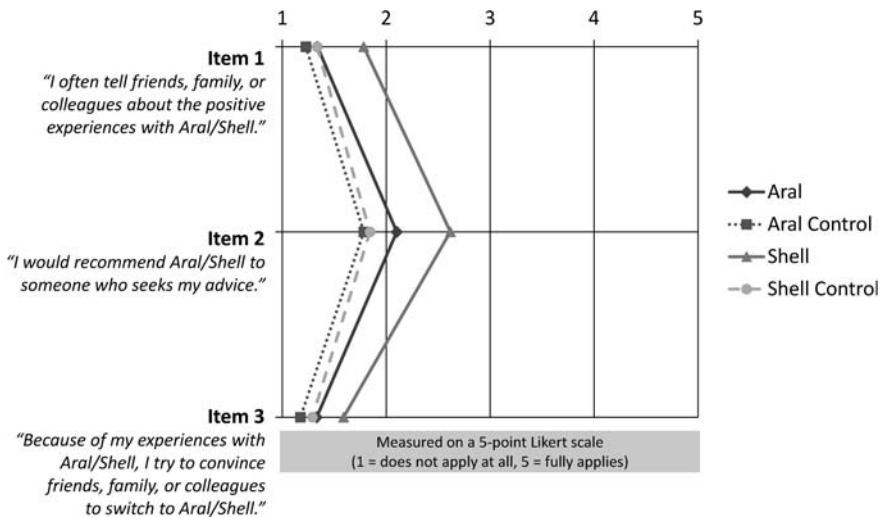 1 2 3 4 5
Item 1
“I often tell friends, family, or
colleagues about the positive
experiences with Aral/Shell.”
Item 2
“I would recommend Aral/Shell to
someone who seeks my advice.”
Item 3
“Because of my experiences with
Aral/Shell, I try to convince
friends, family, or colleagues
to switch to Aral/Shell.”
Measured on a 5-point Likert scale
(1 = does not apply at all, 5 = fully applies)
Aral
Aral Control
Shell
Shell Control